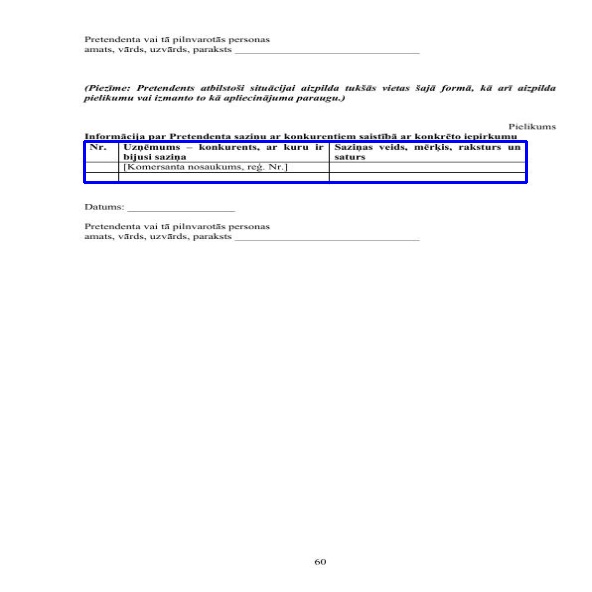 Pretendenta vai tā pilnvarotās personas
amats, vārds, uzvārds, paraksts ___________________________________
(Piezīme: Pretendents atbilstoši situācijai aizpilda tukšās vietas šajā formā, kā arī aizpilda
pielikumu vai izmanto to kā apliecinājuma paraugu.)
Pielikums
Informācija par Pretendenta saziņu ar konkurentiem saistībā ar konkrēto iepirkumu
Nr. Uzņēmums – konkurents, ar kuru ir Saziņas veids, mērķis, raksturs un
bijusi saziņa saturs
[Komersanta nosaukums, reģ. Nr.]
Datums: ____________________
Pretendenta vai tā pilnvarotās personas
amats, vārds, uzvārds, paraksts ___________________________________
60